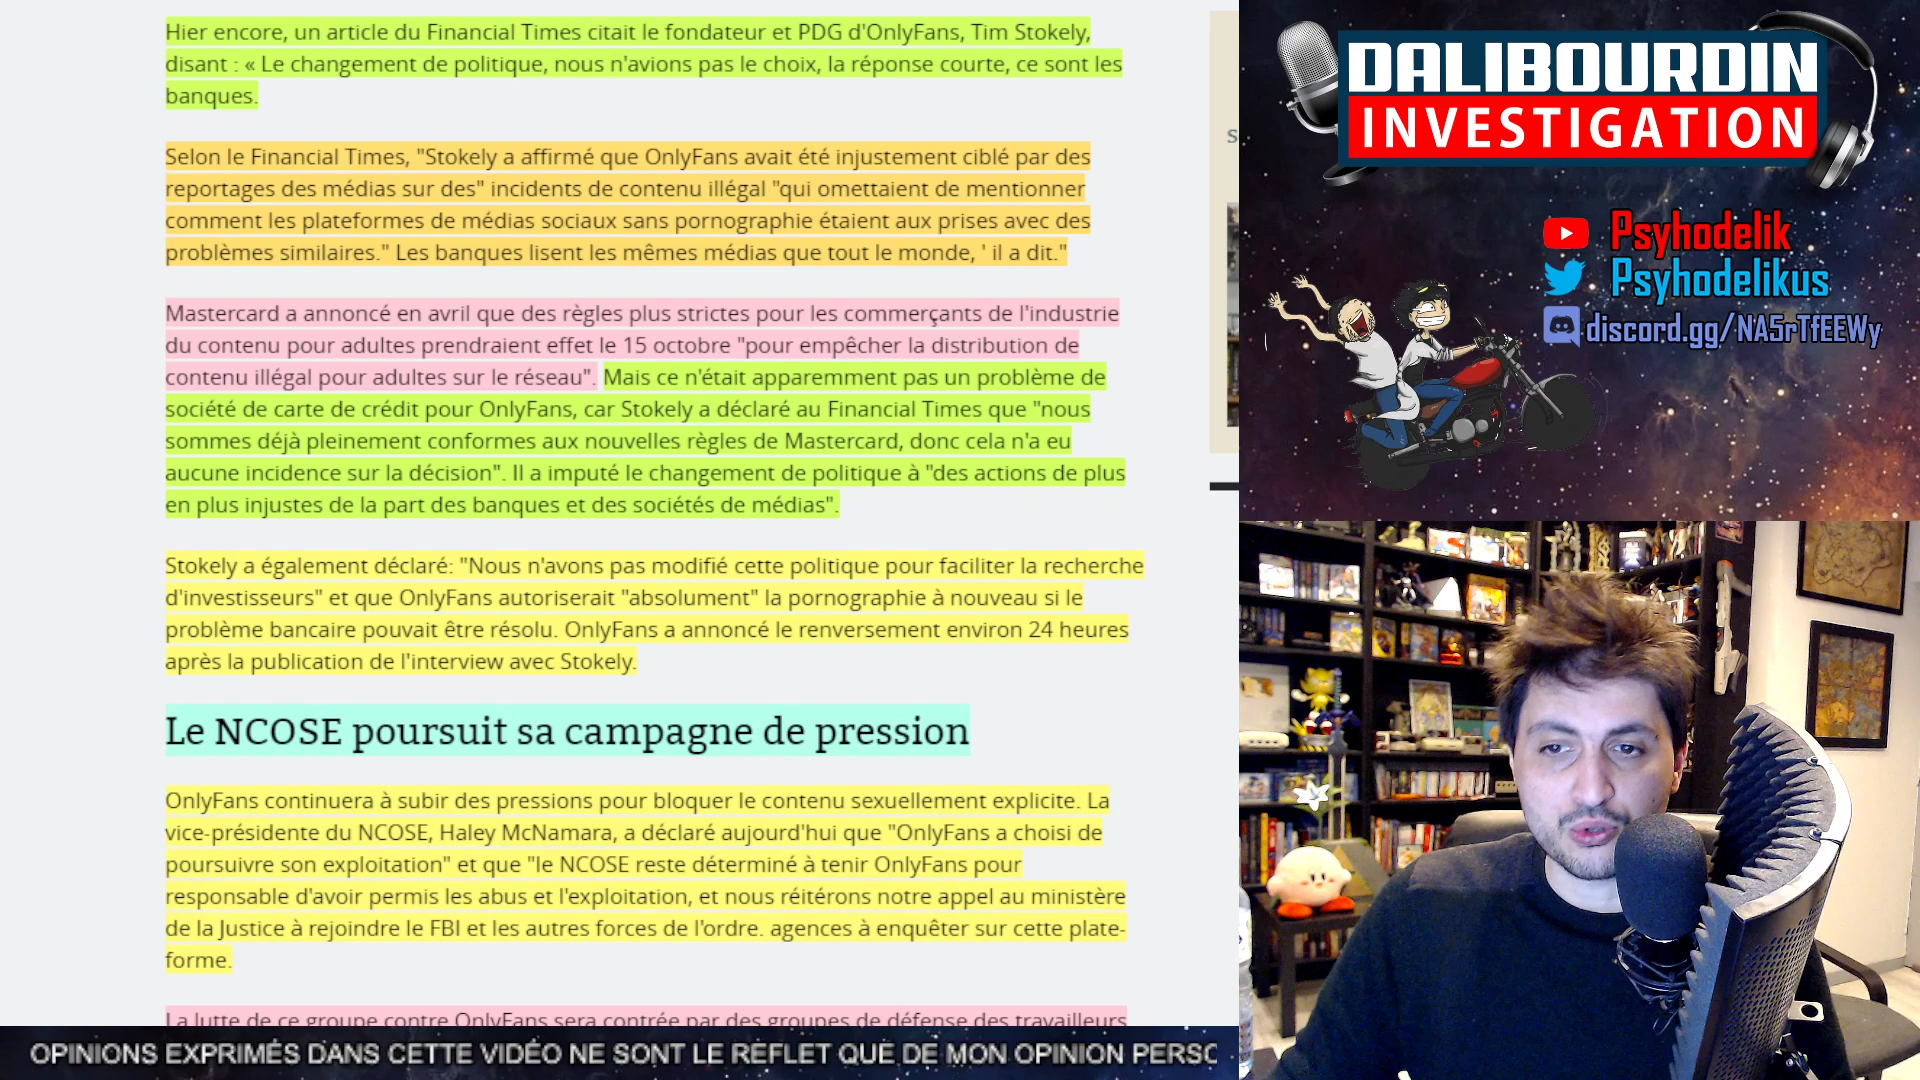 Hier encore, un article du Financial Times citait le fondateur et PDG d'OnlyFans, Tim Stokely,
disant : « Le changement de politique, nous n'avions pas le choix, la réponse courte, ce sont les
banques.
Selon le Financial Times, "Stokely a affirmé que OnlyFans avait été injustement ciblé par des
reportages des médias sur des" incidents de contenu illégal "qui omettaient de mentionner
comment les plateformes de médias sociaux sans pornographie étaient aux prises avec des
problèmes similaires." Les banques lisent les mêmes médias que tout le monde, ' il a dit."
Mastercard a annoncé en avril que des règles plus strictes pour les commerçants de l'industrie
du contenu pour adultes prendraient effet le 15 octobre "pour empêcher la distribution de
contenu illégal pour adultes sur le réseau". Mais ce n'était apparemment pas un problème de
société de carte de crédit pour OnlyFans, car Stokely a déclaré au Financial Times que "nous
sommes déjà pleinement conformes aux nouvelles règles de Mastercard, donc cela n'a eu
aucune incidence sur la décision". Il a imputé le changement de politique à "des actions de plus
en plus injustes de la part des banques et des sociétés de médias".
Stokely a également déclaré: "Nous n'avons pas modifié cette politique pour faciliter la recherche
d'investisseurs" et que OnlyFans autoriserait "absolument" la pornographie à nouveau si le
problème bancaire pouvait être résolu. OnlyFans a annoncé le renversement environ 24 heures
après la publication de l'interview avec Stokely.
Le NCOSE poursuit sa campagne de pression
OnlyFans continuera à subir des pressions pour bloquer le contenu sexuellement explicite. La
vice-présidente du NCOSE, Haley McNamara, a déclaré aujourd'hui que "OnlyFans a choisi de
poursuivre son exploitation" et que "le NCOSE reste déterminé à tenir OnlyFans pour
responsable d'avoir permis les abus et l'exploitation, et nous réitérons notre appel au ministère
de la Justice à rejoindre le FBI et les autres forces de l'ordre. agences à enquêter sur cette plate-
forme.
La lutte de ce groupe contre OnlyFans sera contrée par des groupes de défense des travailleurs
OPINIONS EXPRIMÉS DANS CETTE VIDÉO NE SONT LE REFLET QUE DE MON OPINION PERSO
S
DALIBOURDIN
INVESTIGATION
Psyhodelik
Psyhodelikus
discord.gg/NA5rTfEEWy